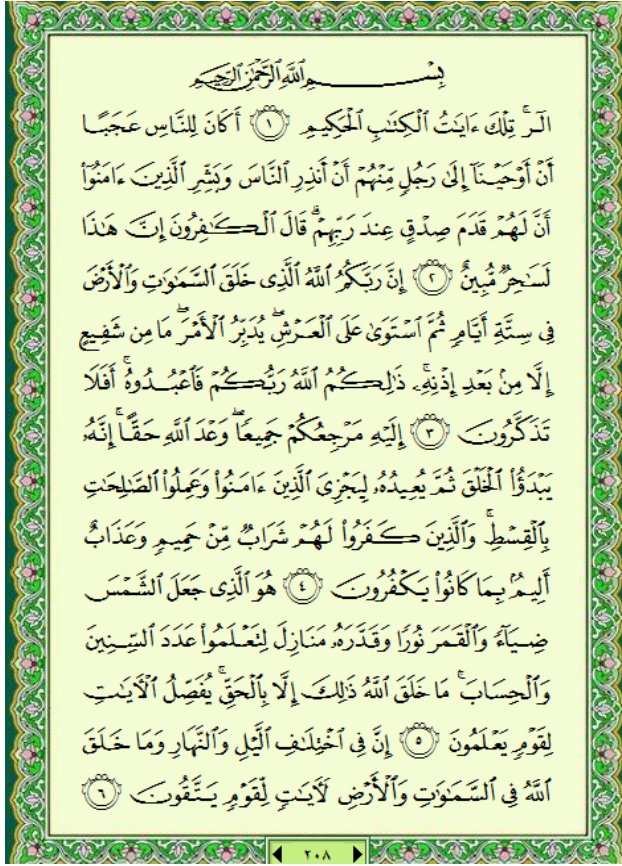 بِسْمِ ٱللَّهِ ٱلرَّحْمَٰنِ ٱلرَّحِيمِ
الٓرۚ تِلْكَ ءَايَٰتُ ٱلْكِتَٰبِ ٱلْحَكِيمِ ١ أَكَانَ لِلنَّاسِ عَجَبًا
أَنْ أَوْحَيْنَآ إِلَىٰ رَجُلٍ مِّنْهُمْ أَنْ أَنذِرِ ٱلنَّاسَ وَبَشِّرِ ٱلَّذِينَ ءَامَنُوٓا۟
أَنَّ لَهُمْ قَدَمَ صِدْقٍ عِندَ رَبِّهِمْۗ قَالَ ٱلْكَٰفِرُونَ إِنَّ هَٰذَا
لَسَٰحِرٌ مُّبِينٌ ٢ إِنَّ رَبَّكُمُ ٱللَّهُ ٱلَّذِى خَلَقَ ٱلسَّمَٰوَٰتِ وَٱلْأَرْضَ
فِى سِتَّةِ أَيَّامٍ ثُمَّ ٱسْتَوَىٰ عَلَى ٱلْعَرْشِۖ يُدَبِّرُ ٱلْأَمْرَۖ مَا مِن شَفِيعٍ
إِلَّا مِنۢ بَعْدِ إِذْنِهِۦۚ ذَٰلِكُمُ ٱللَّهُ رَبُّكُمْ فَٱعْبُدُوهُۚ أَفَلَا
تَذَكَّرُونَ ٣ إِلَيْهِ مَرْجِعُكُمْ جَمِيعًاۖ وَعْدَ ٱللَّهِ حَقًّاۚ إِنَّهُۥ
يَبْدَؤُا۟ ٱلْخَلْقَ ثُمَّ يُعِيدُهُۥ لِيَجْزِىَ ٱلَّذِينَ ءَامَنُوا۟ وَعَمِلُوا۟ ٱلصَّٰلِحَٰتِ
بِٱلْقِسْطِۚ وَٱلَّذِينَ كَفَرُوا۟ لَهُمْ شَرَابٌ مِّنْ حَمِيمٍ وَعَذَابٌ
أَلِيمٌۢ بِمَا كَانُوا۟ يَكْفُرُونَ ٤ هُوَ ٱلَّذِى جَعَلَ ٱلشَّمْسَ
ضِيَآءً وَٱلْقَمَرَ نُورًا وَقَدَّرَهُۥ مَنَازِلَ لِتَعْلَمُوا۟ عَدَدَ ٱلسِّنِينَ
وَٱلْحِسَابَۚ مَا خَلَقَ ٱللَّهُ ذَٰلِكَ إِلَّا بِٱلْحَقِّۚ يُفَصِّلُ ٱلْءَايَٰتِ
لِقَوْمٍ يَعْلَمُونَ ٥ إِنَّ فِى ٱخْتِلَٰفِ ٱلَّيْلِ وَٱلنَّهَارِ وَمَا خَلَقَ
ٱللَّهُ فِى ٱلسَّمَٰوَٰتِ وَٱلْأَرْضِ لَءَايَٰتٍ لِّقَوْمٍ يَتَّقُونَ ٦
٢٠٨